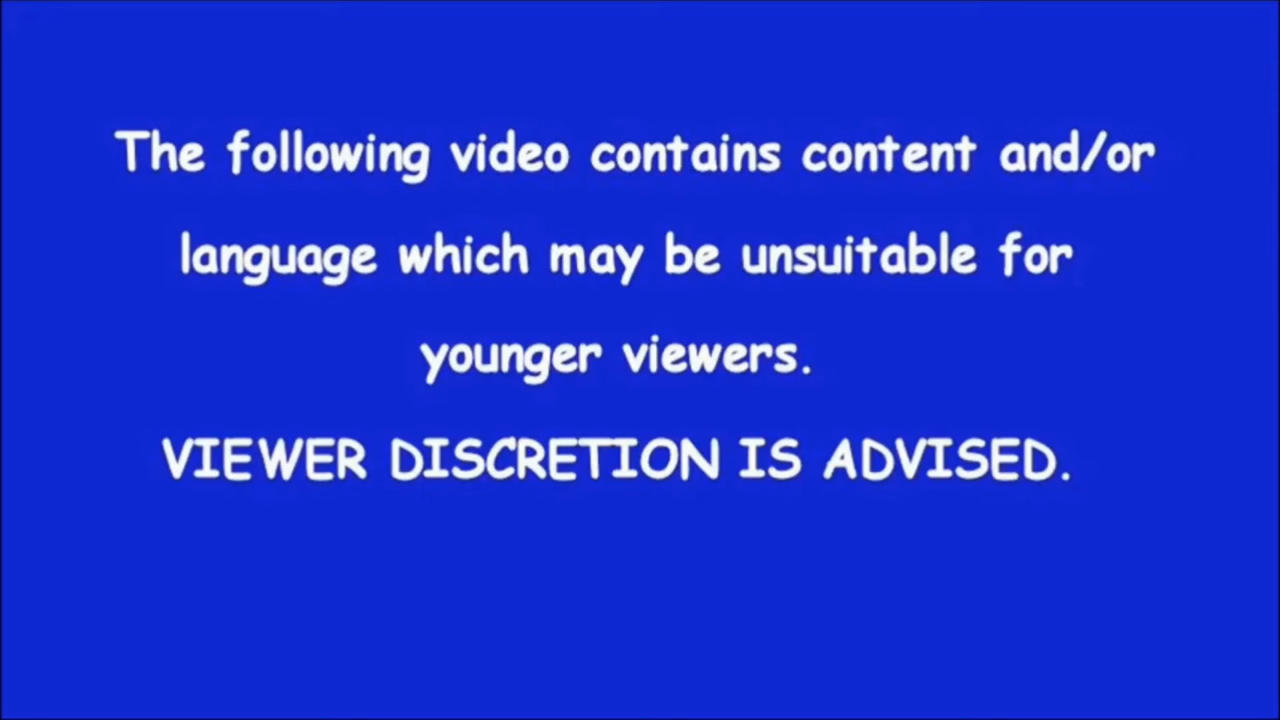 The following video contains content and/or
language which may be unsuitable for
younger viewers.
VIEWER DISCRETION IS ADVISED.